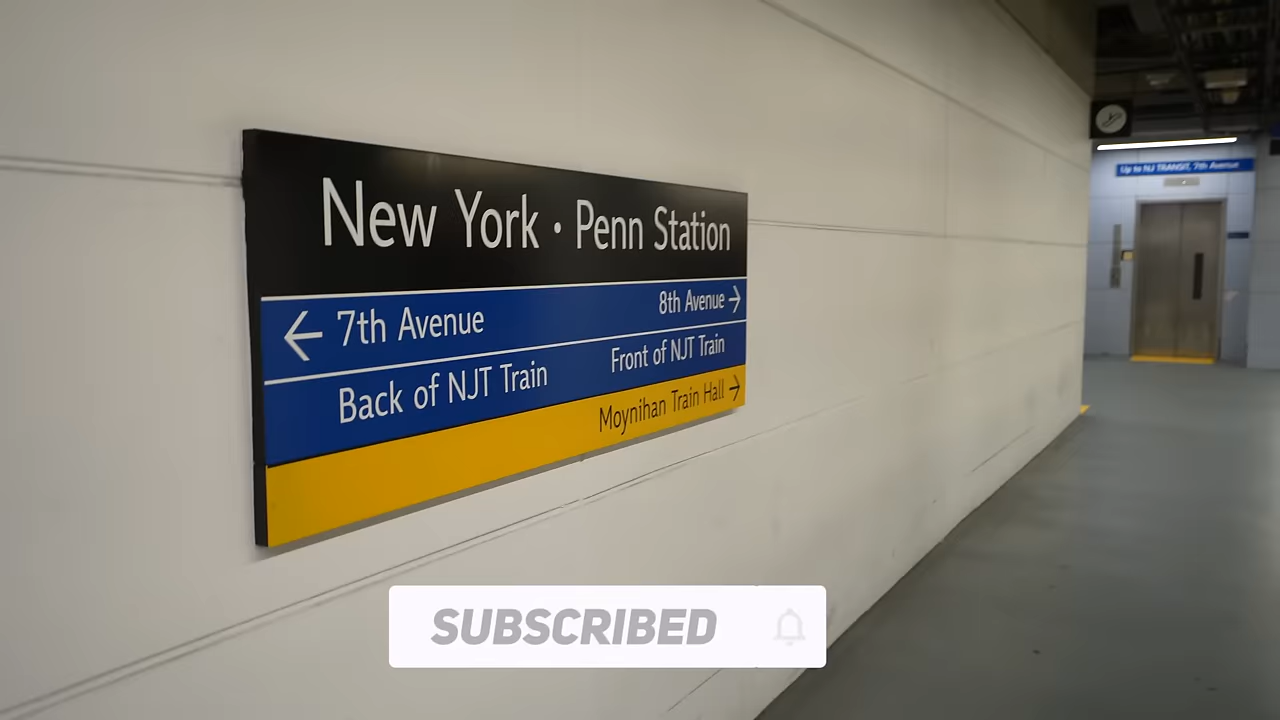 New York • Penn Station
7th Avenue
8th Avenue
Back of NJT Train
Front of NJT Train
Moynihan Train Hall
Up to NJ TRANSIT, 7th Avenue
SUBSCRIBED